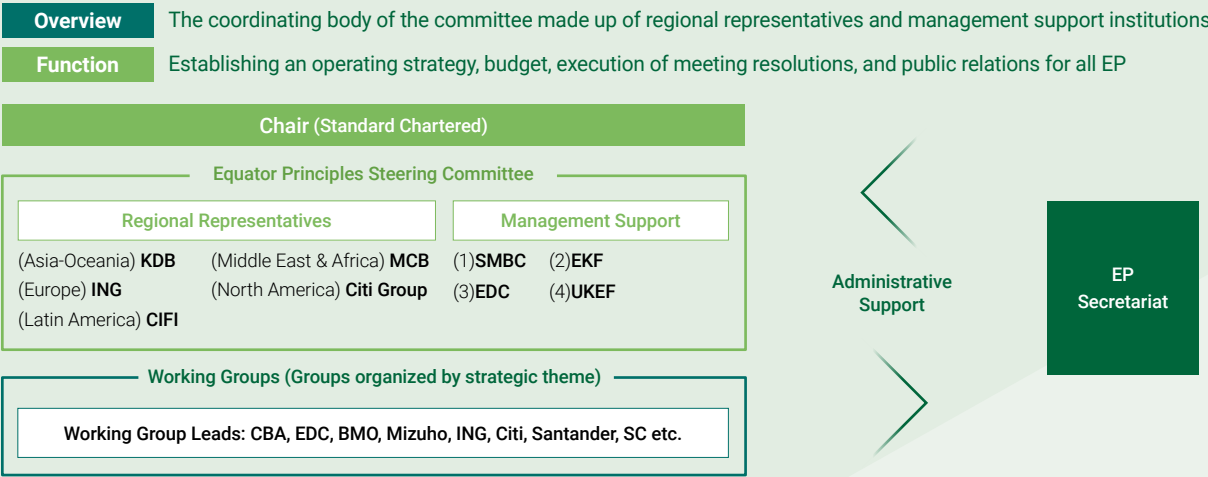 Overview
The coordinating body of the committee made up of regional representatives and management support institutions
Function
Establishing an operating strategy, budget, execution of meeting resolutions, and public relations for all EP
Chair (Standard Chartered)
Equator Principles Steering Committee
Regional Representatives
(Asia-Oceania) KDB
(Middle East & Africa) MCB
(Europe) ING
(North America) Citi Group
(Latin America) CIFI
Management Support
(1)SMBC
(2)EKF
(3)EDC
(4)UKEF
Working Groups (Groups organized by strategic theme)
Working Group Leads: CBA, EDC, BMO, Mizuho, ING, Citi, Santander, SC etc.
Administrative
Support
EP
Secretariat